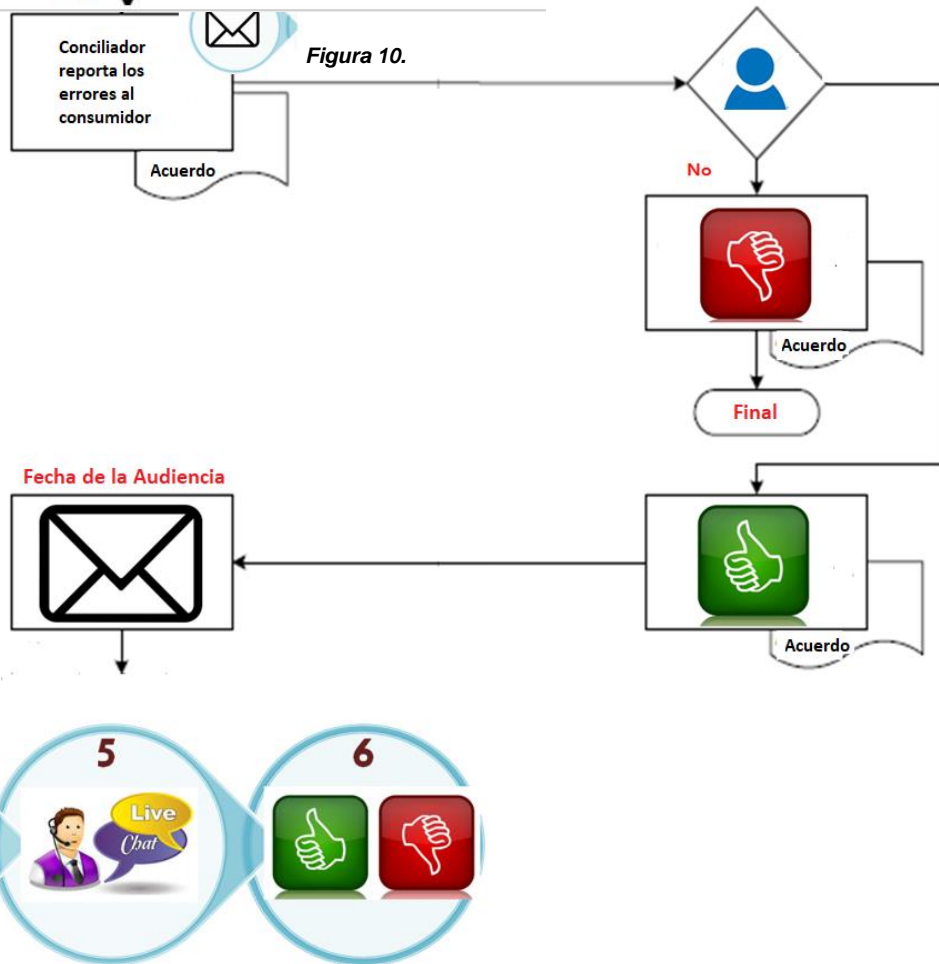 Conciliador
reporta los
errores al
consumidor
Figura 10.
Acuerdo
No
Acuerdo
Final
Fecha de la Audiencia
Acuerdo
5
6
Live
Chat